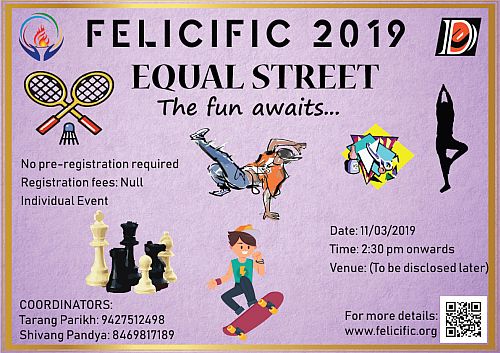 FELICIFIC 2019
EQUAL STREET
The fun awaits...
No pre-registration required
Registration fees: Null
Individual Event
Date: 11/03/2019
Time: 2:30 pm onwards
Venue: (To be disclosed later)
COORDINATORS:
Tarang Parikh: 9427512498
Shivang Pandya: 8469817189
For more details:
www.felicific.org